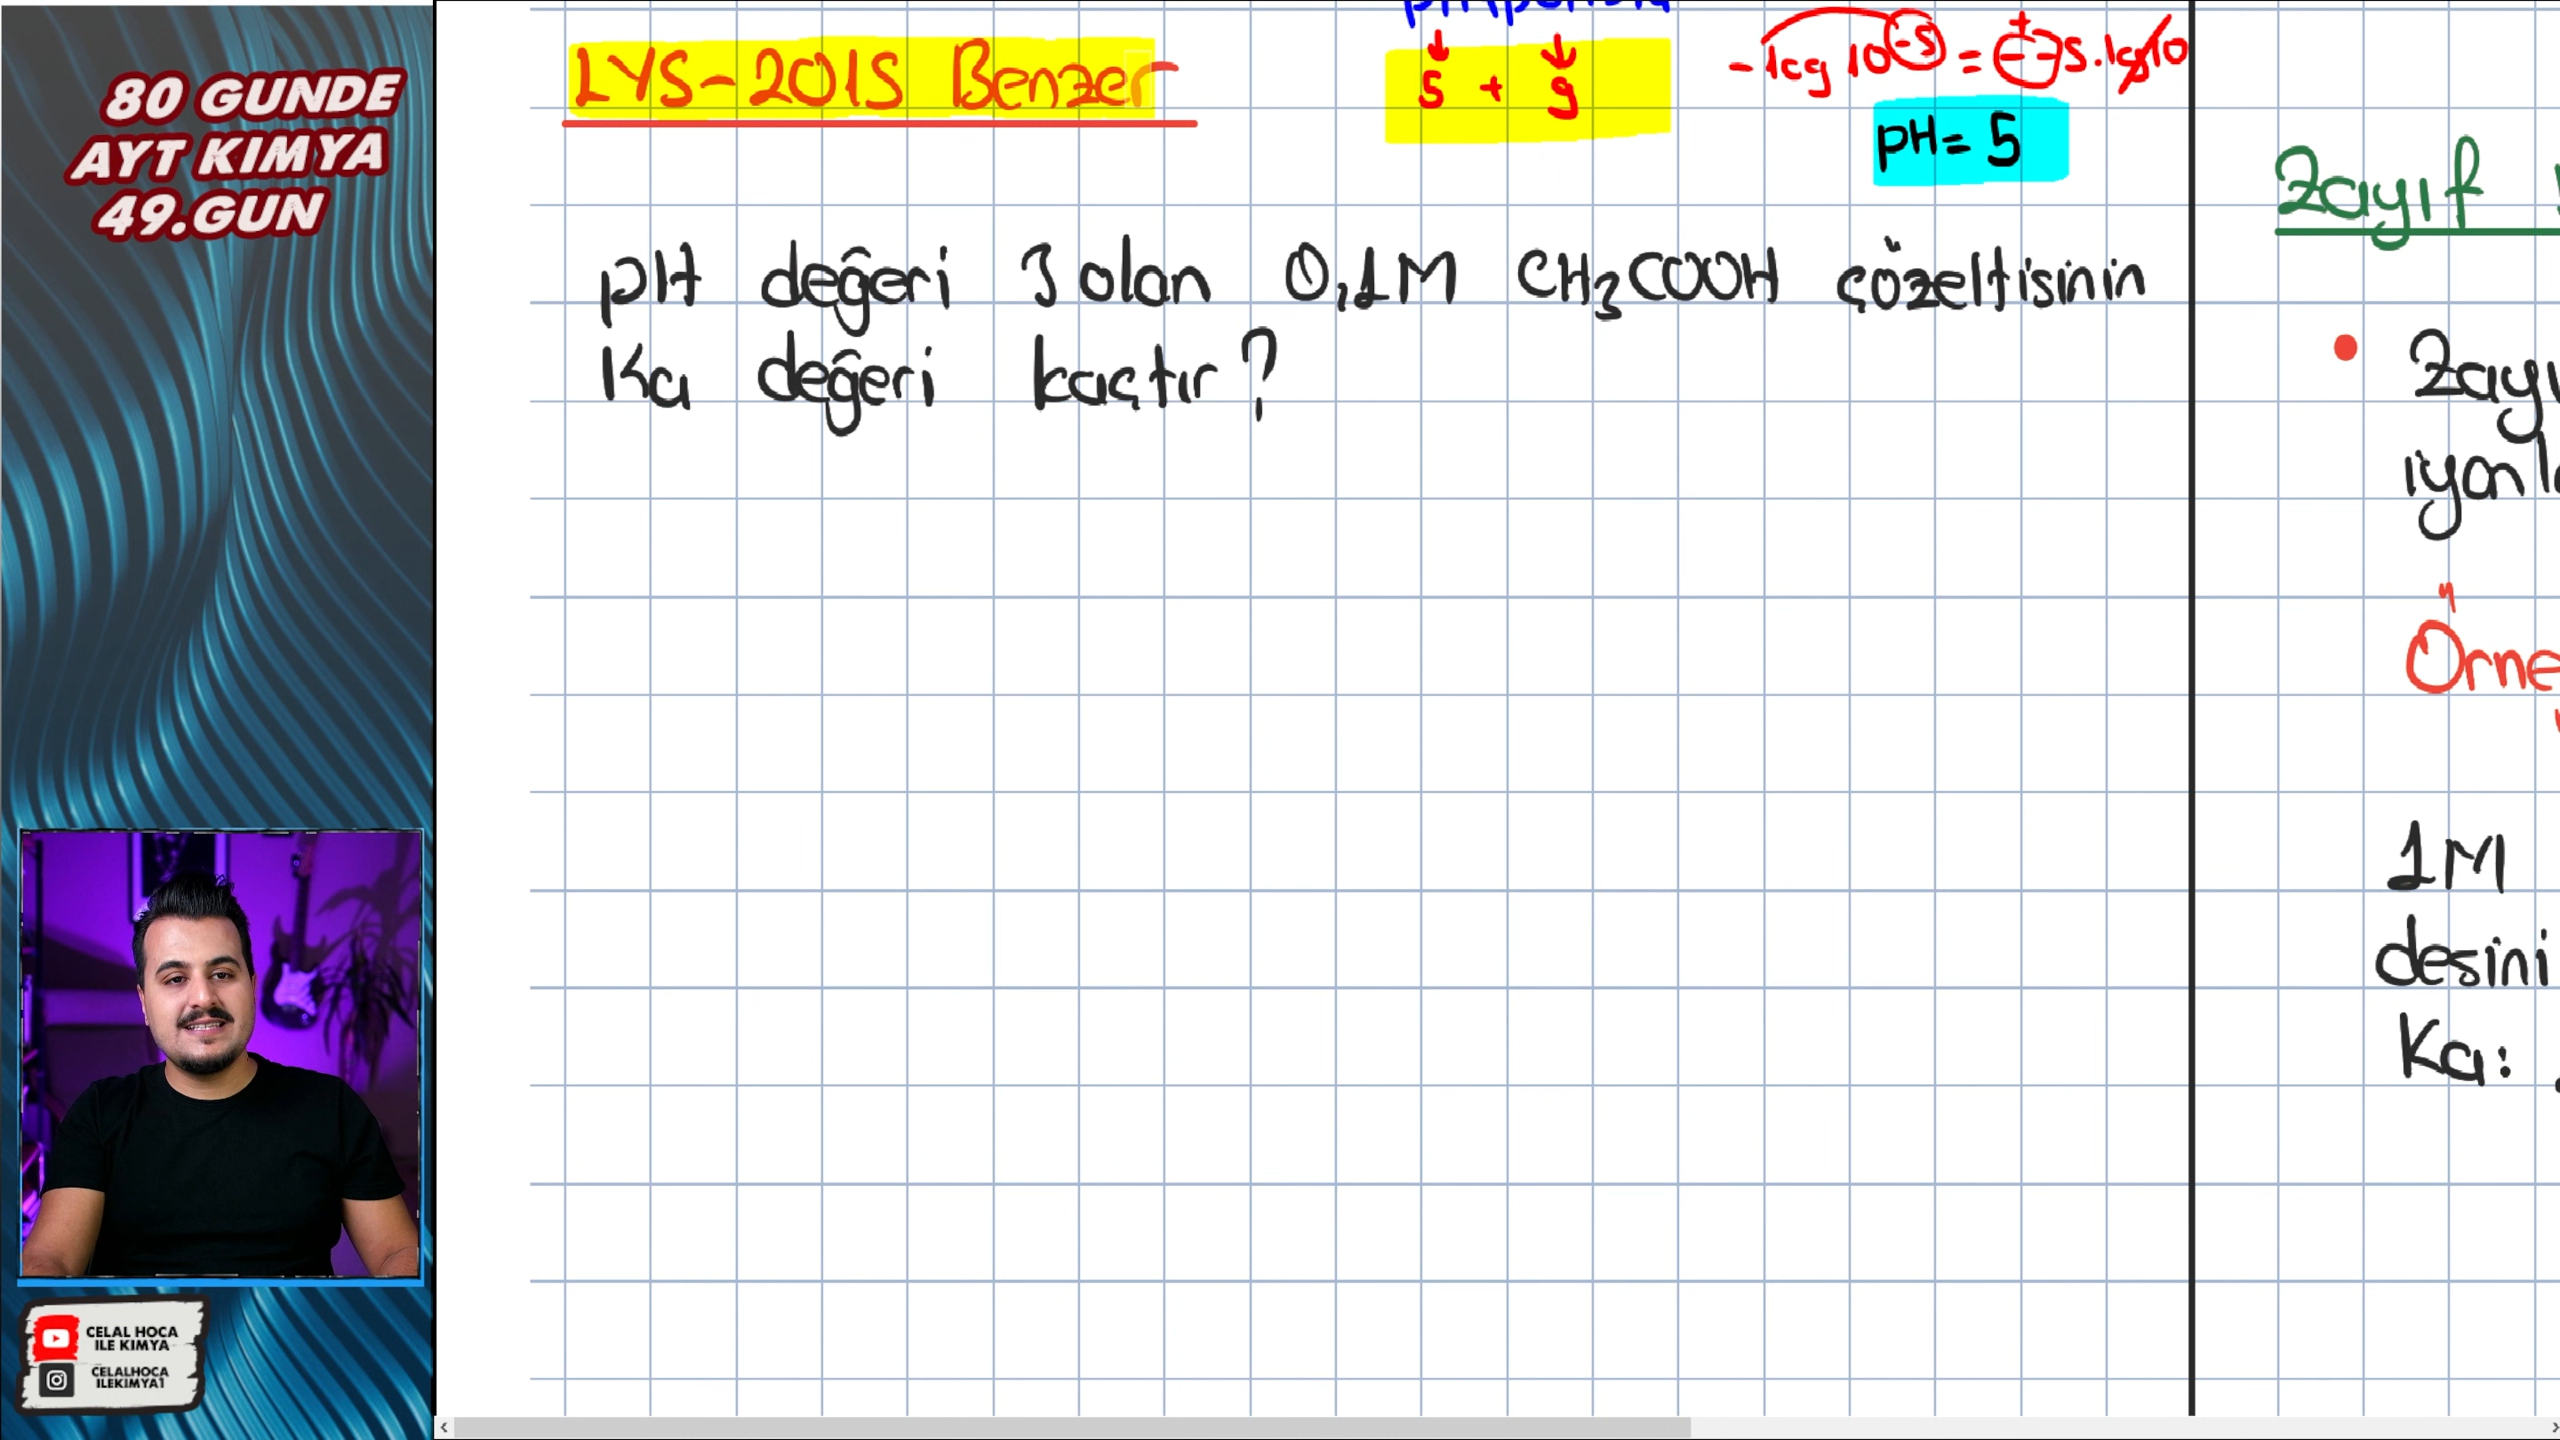 80 GUNDE
AYT KIMYA
49.GUN
LYS-2015 Benzer
5 + 9
-log 10⁻⁵ = 5.log10
pH= 5
pH değeri 3 olan 0,1M CH₃COOH çözeltisinin
Ka değeri kaçtır?
Zayıf
Zayı
iyonl
Örne
1M
desini
Ka:
CELAL HOCA
ILE KIMYA
CELALHOCA
ILEKIMYA1